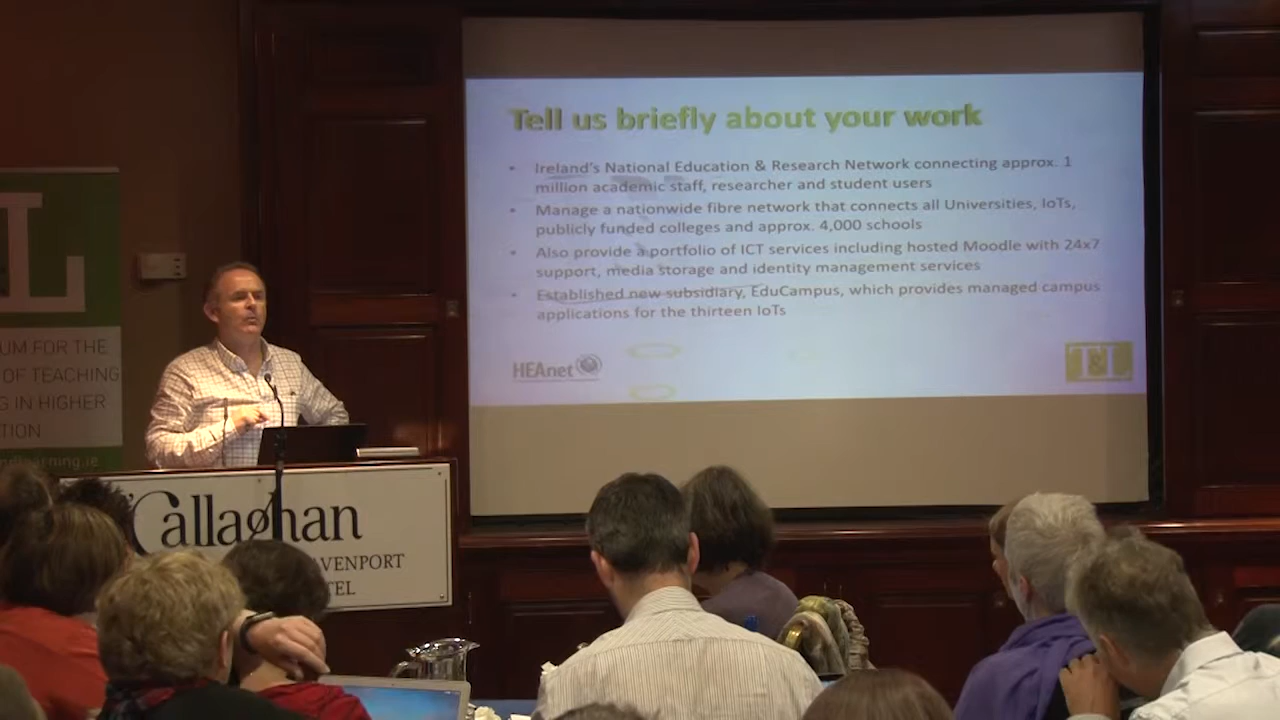 Tell us briefly about your work
• Ireland's National Education & Research Network connecting approx. 1
million academic staff, researcher and student users
• Manage a nationwide fibre network that connects all Universities, IoTs,
publicly funded colleges and approx. 4,000 schools
• Also provide a portfolio of ICT services including hosted Moodle with 24x7
support, media storage and identity management services
• Established new subsidiary, EduCampus, which provides managed campus
applications for the thirteen IoTs
HEAnet
T&L
L
UM FOR THE
OF TEACHING
G IN HIGHER
TION
ndlearning.ie
Callaghan
AVENPORT
TEL